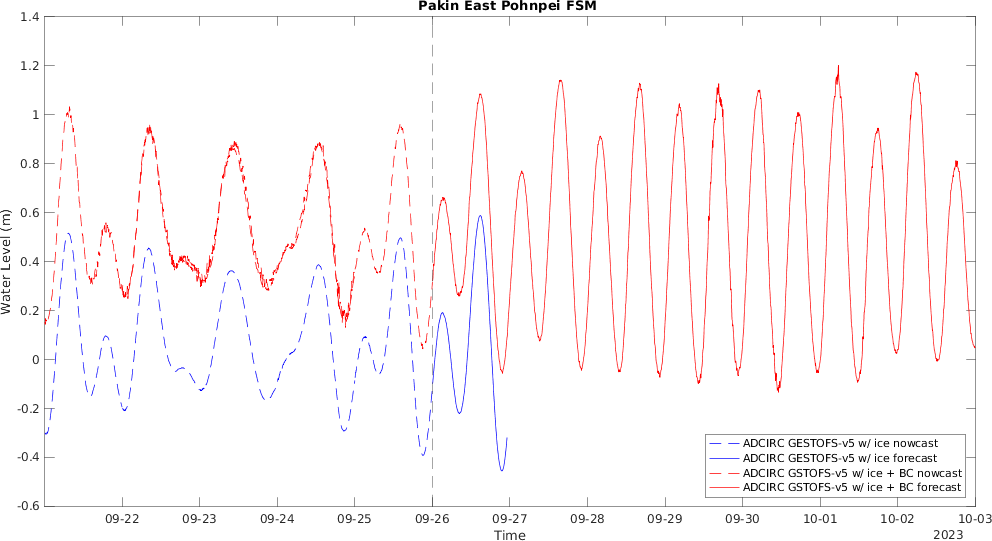 Pakin East Pohnpei FSM
1.4
1.2
1
0.8
0.6
0.4
0.2
0
-0.2
-0.4
-0.6
Water Level (m)
ADCIRC GESTOFS-v5 w/ ice nowcast
ADCIRC GESTOFS-v5 w/ ice forecast
ADCIRC GSTOFS-v5 w/ ice + BC nowcast
ADCIRC GSTOFS-v5 w/ ice + BC forecast
09-22 09-23 09-24 09-25 09-26 09-27 09-28 09-29 09-30 10-01 10-02 10-03
Time
2023